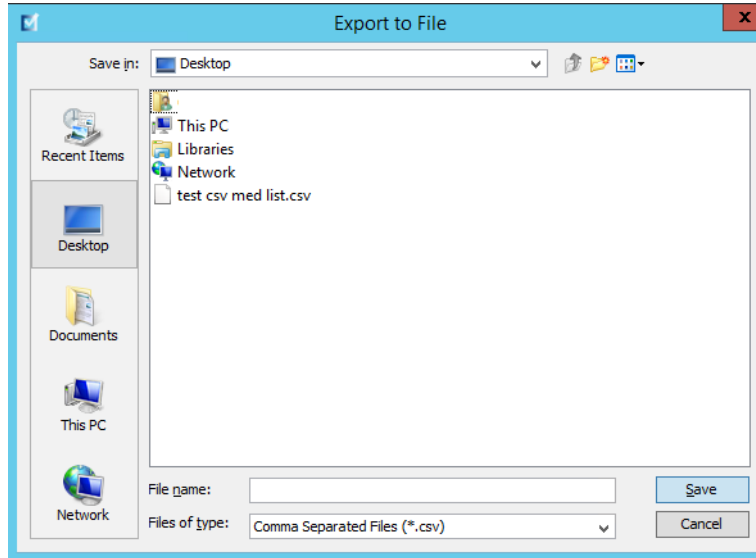 Export to File
x
Save in:
Desktop
This PC
Libraries
Network
test csv med list.csv
Recent Items
Desktop
Documents
This PC
Network
File name:
Save
Files of type:
Comma Separated Files (*.csv)
Cancel